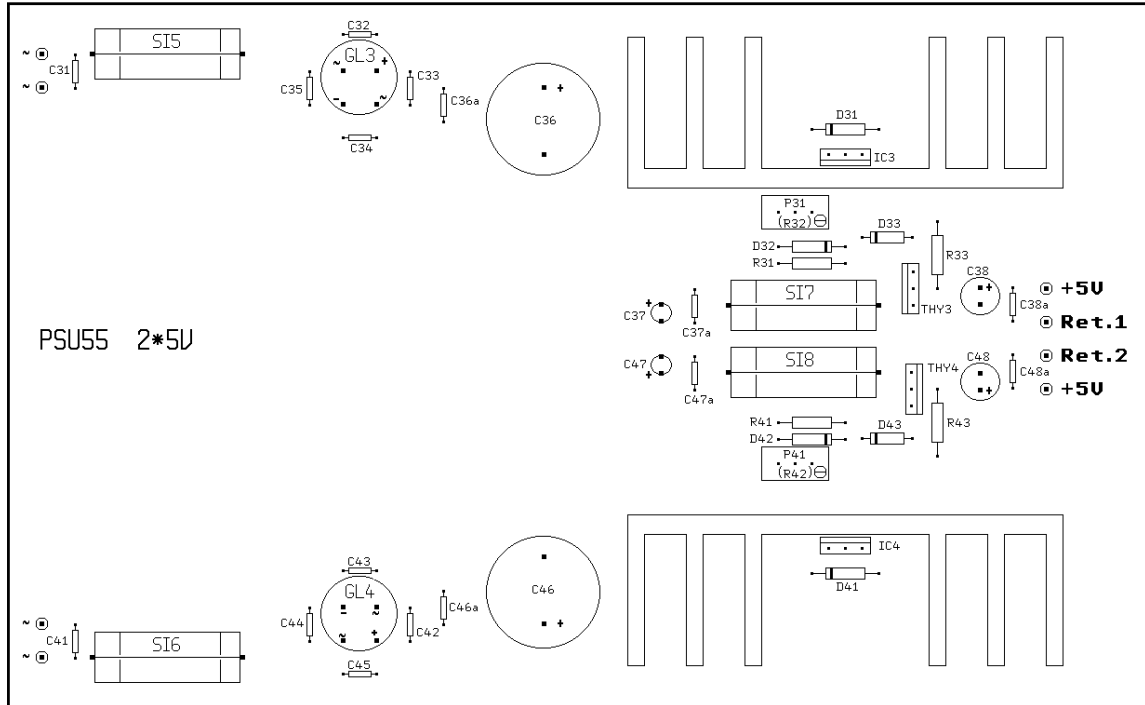 C32
SI5
GL3
~
+
~
C31
C35
C33
-
~
~
C36a
+
C36
C34
D31
IC3
P31
(R32)
D33
D32
R31
R33
C38
+
SI7
+
THY3
C38a
+5V
C37
C37a
Ret.1
PSU55 2*5V
Ret.2
SI8
C48
THY4
C47
+
C48a
+
+5V
C47a
R41
D42
D43
R43
P41
(R42)
IC4
C43
D41
GL4
C46
C46a
-
~
~
+
+
~
C44
C42
C41
~
SI6
C45